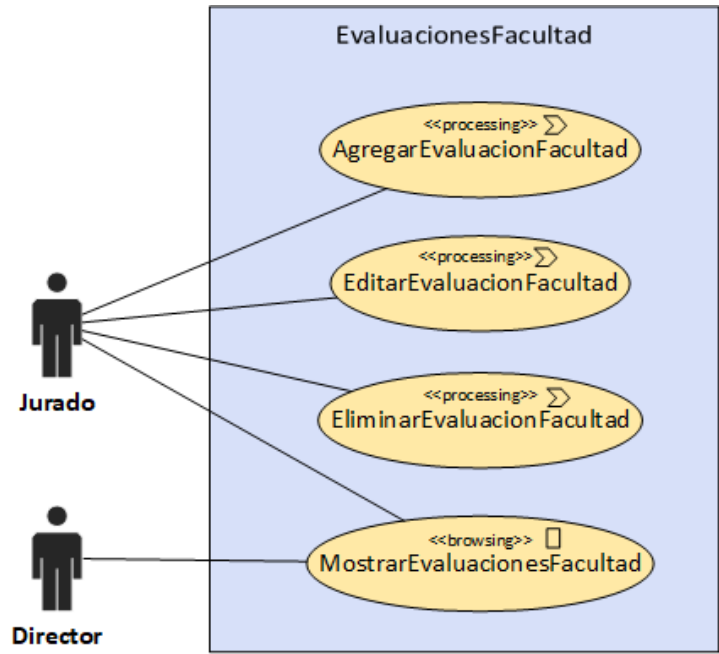 EvaluacionesFacultad
<<processing>>
AgregarEvaluacionFacultad
<<processing>>
EditarEvaluacionFacultad
Jurado
<<processing>>
EliminarEvaluacionFacultad
<<browsing>>
MostrarEvaluacionesFacultad
Director